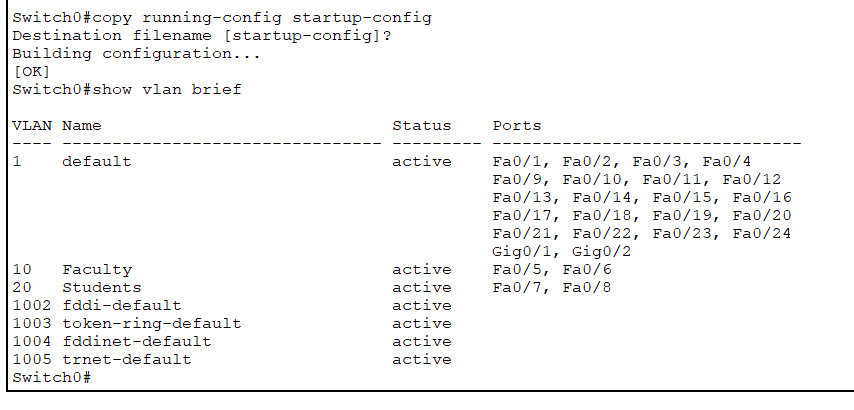 Switch0#copy running-config startup-config
Destination filename [startup-config]?
Building configuration...
[OK]
Switch0#show vlan brief
VLAN Name                             Status    Ports
---- -------------------------------- --------- -------------------------------
1    default                          active    Fa0/1, Fa0/2, Fa0/3, Fa0/4
                                                Fa0/9, Fa0/10, Fa0/11, Fa0/12
                                                Fa0/13, Fa0/14, Fa0/15, Fa0/16
                                                Fa0/17, Fa0/18, Fa0/19, Fa0/20
                                                Fa0/21, Fa0/22, Fa0/23, Fa0/24
                                                Gig0/1, Gig0/2
10   Faculty                          active    Fa0/5, Fa0/6
20   Students                         active    Fa0/7, Fa0/8
1002 fddi-default                     active
1003 token-ring-default               active
1004 fddinet-default                  active
1005 trnet-default                    active
Switch0#